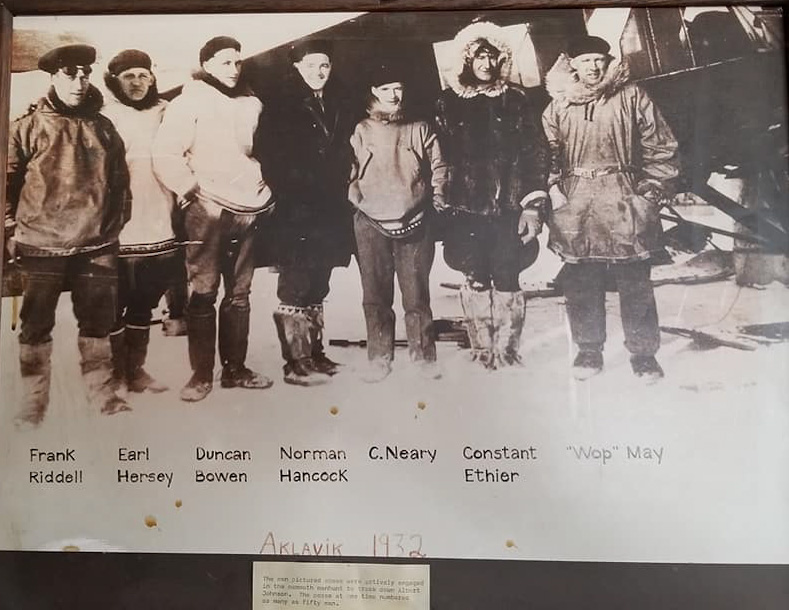 Frank Earl Duncan Norman C.Neary Constant "Wop" May
Riddell Hersey Bowen Hancock Ethier
AKLAVIK 1932
The men pictured above were actively engaged
in the mammoth manhunt to track down Albert
Johnson. The posse at one time numbered
as many as fifty men.